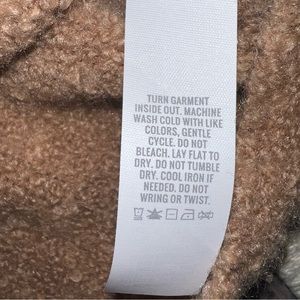 TURN GARMENT
INSIDE OUT. MACHINE
WASH COLD WITH LIKE
COLORS, GENTLE
CYCLE. DO NOT
BLEACH. LAY FLAT TO
DRY. DO NOT TUMBLE
DRY. COOL IRON IF
NEEDED. DO NOT
WRING OR TWIST.